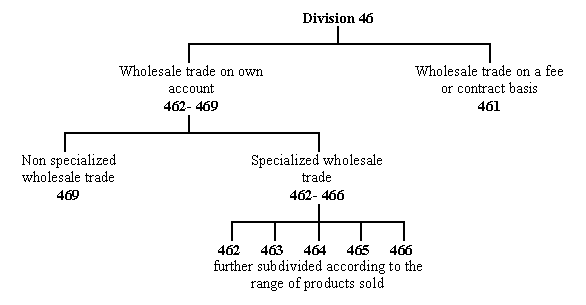 Division 46
Wholesale trade on own
account
462- 469
Wholesale trade on a fee
or contract basis
461
Non specialized
wholesale trade
469
Specialized wholesale
trade
462- 466
462 463 464 465 466
further subdivided according to the
range of products sold